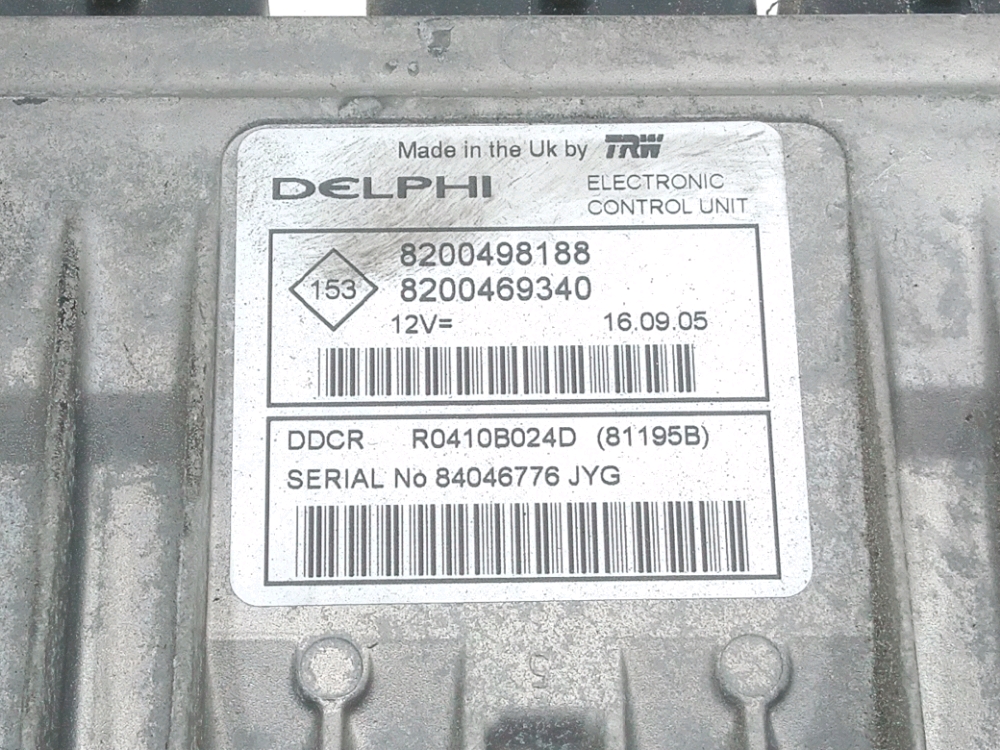 Made in the Uk by TRW
DELPHI
ELECTRONIC
CONTROL UNIT
153
8200498188
8200469340
12V=
16.09.05
DDCR R0410B024D (81195B)
SERIAL No 84046776 JYG
5